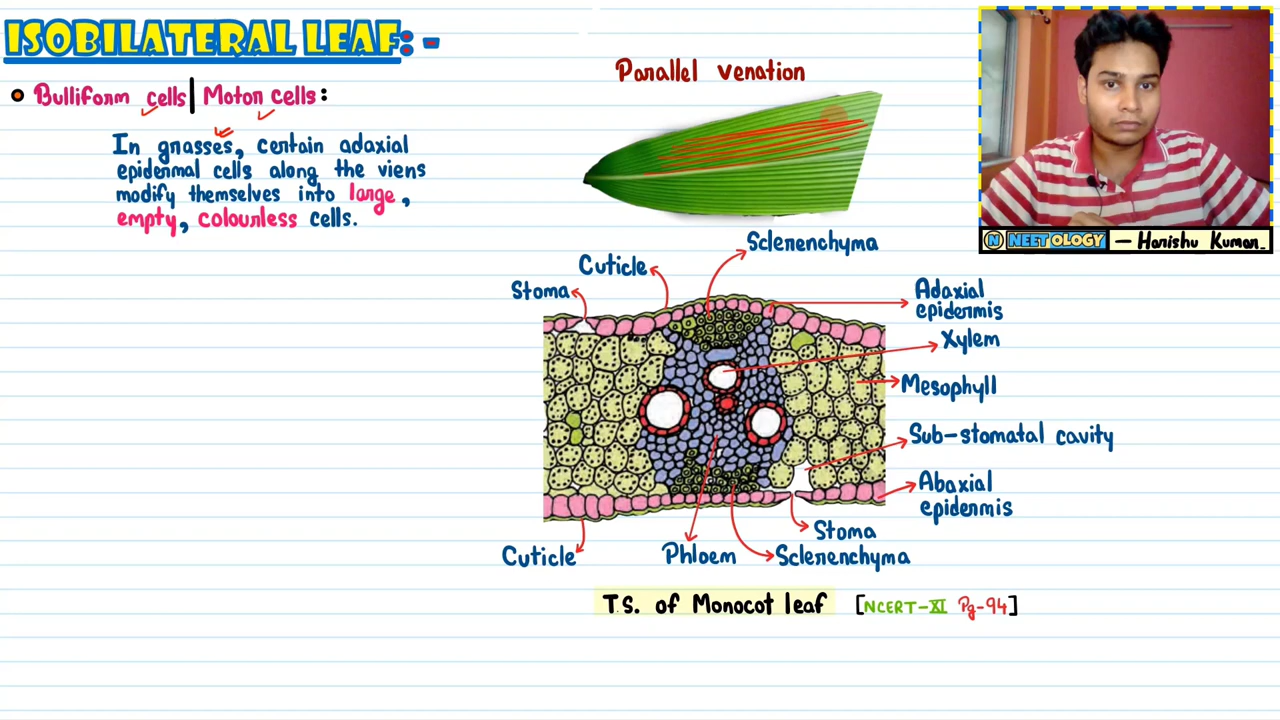 ISOBILATERAL LEAF:-
Bulliform cells | Motor cells:
In grasses, certain adaxial
epidermal cells along the viens
modify themselves into large,
empty, colourless cells.
Parallel venation
N NEETOLOGY - Harishu Kumar_
Sclerenchyma
Cuticle
Stoma
Adaxial
epidermis
Xylem
Mesophyll
Sub-stomatal cavity
Abaxial
epidermis
Stoma
Cuticle
Phloem
Sclerenchyma
T.S. of Monocot leaf [NCERT-XI Pg-94]